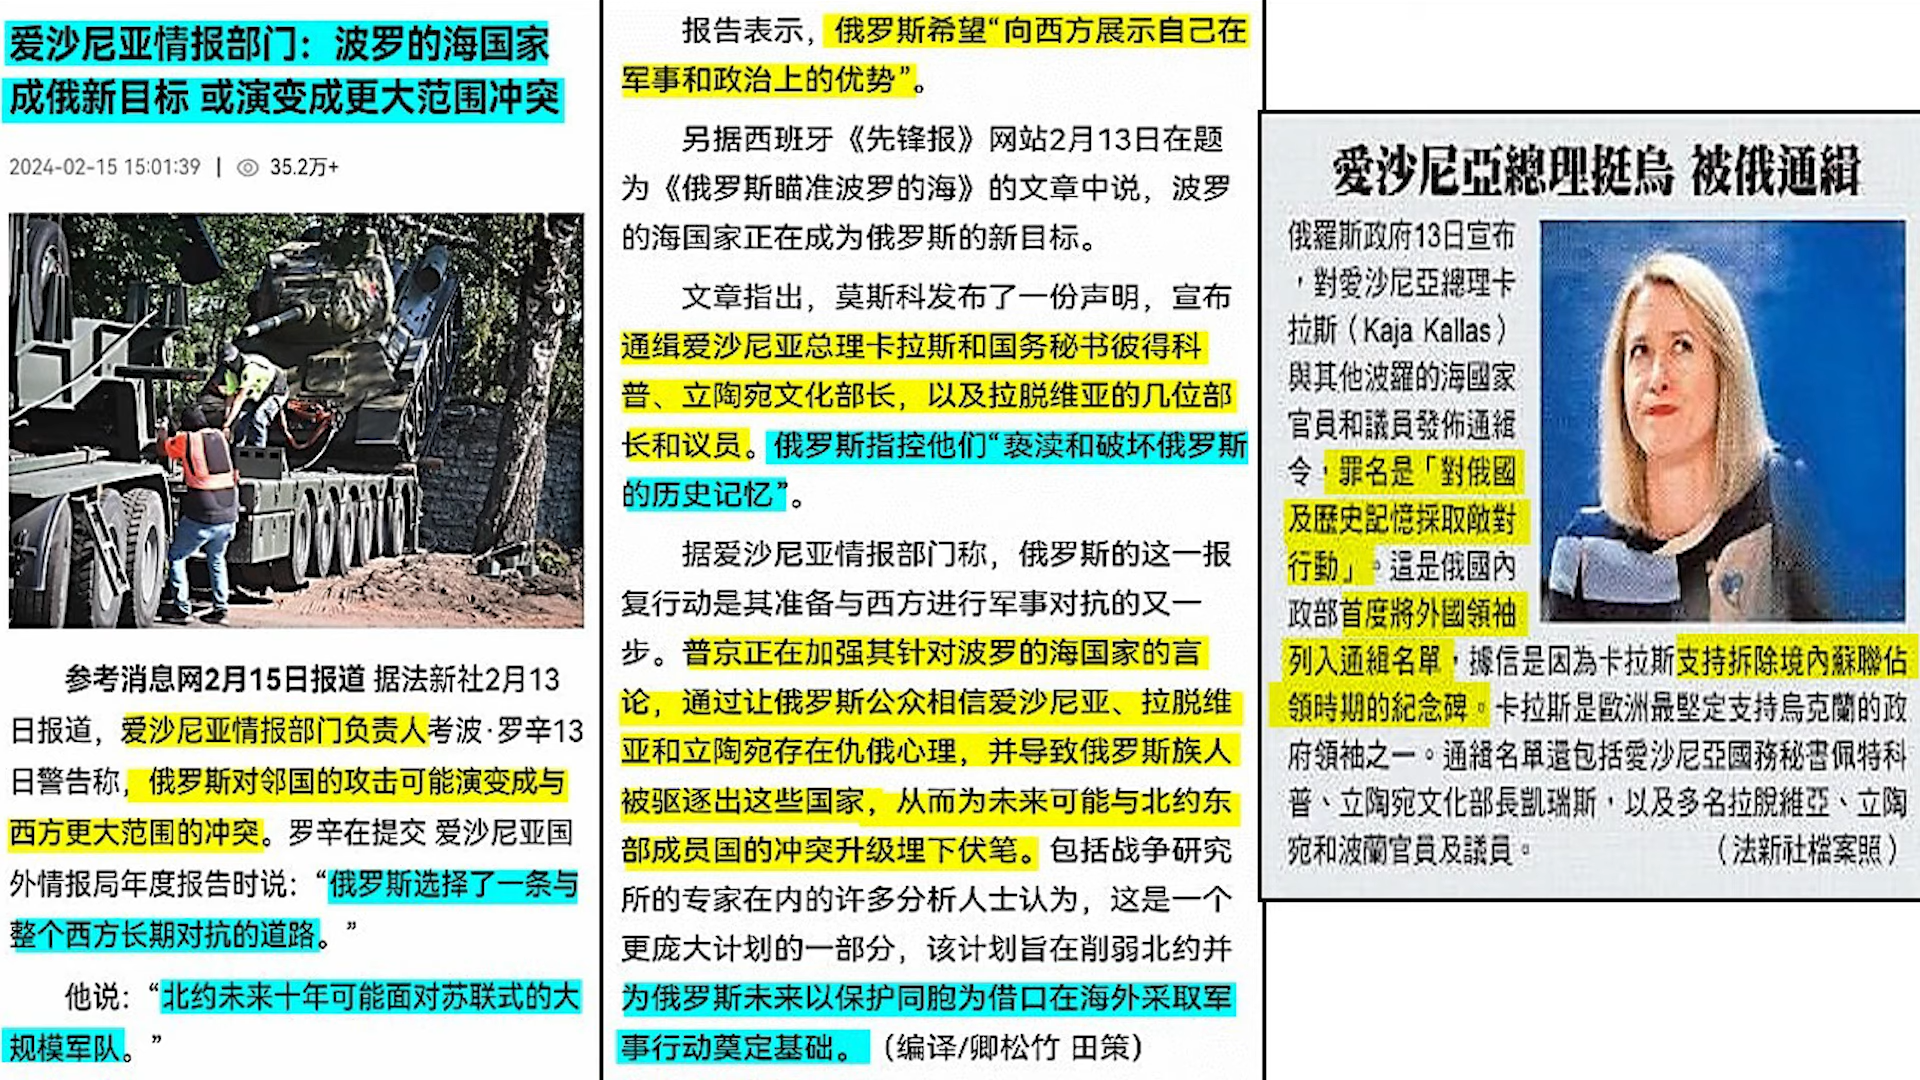 爱沙尼亚情报部门：波罗的海国家
成俄新目标 或演变成更大范围冲突
2024-02-15 15:01:39 | 35.2万+
参考消息网2月15日报道 据法新社2月13
日报道，爱沙尼亚情报部门负责人考波·罗辛13
日警告称，俄罗斯对邻国的攻击可能演变成与
西方更大范围的冲突。罗辛在提交 爱沙尼亚国
外情报局年度报告时说：“俄罗斯选择了一条与
整个西方长期对抗的道路。”
他说：“北约未来十年可能面对苏联式的大
规模军队。”
报告表示，俄罗斯希望“向西方展示自己在
军事和政治上的优势”。
另据西班牙《先锋报》网站2月13日在题
为《俄罗斯瞄准波罗的海》的文章中说，波罗
的海国家正在成为俄罗斯的新目标。
文章指出，莫斯科发布了一份声明，宣布
通缉爱沙尼亚总理卡拉斯和国务秘书彼得科
普、立陶宛文化部长，以及拉脱维亚的几位部
长和议员。俄罗斯指控他们“亵渎和破坏俄罗斯
的历史记忆”。
据爱沙尼亚情报部门称，俄罗斯的这一报
复行动是其准备与西方进行军事对抗的又一
步。普京正在加强其针对波罗的海国家的言
论，通过让俄罗斯公众相信爱沙尼亚、拉脱维
亚和立陶宛存在仇俄心理，并导致俄罗斯族人
被驱逐出这些国家，从而为未来可能与北约东
部成员国的冲突升级埋下伏笔。包括战争研究
所的专家在内的许多分析人士认为，这是一个
更庞大计划的一部分，该计划旨在削弱北约并
为俄罗斯未来以保护同胞为借口在海外采取军
事行动奠定基础。（编译/卿松竹 田策）
愛沙尼亞總理挺烏 被俄通緝
俄羅斯政府13日宣布
，對愛沙尼亞總理卡
拉斯（Kaja Kallas）
與其他波羅的海國家
官員和議員發佈通緝
令，罪名是「對俄國
及歷史記憶採取敵對
行動」。這是俄國內
政部首度將外國領袖
列入通緝名單，據信是因為卡拉斯支持拆除境內蘇聯佔
領時期的紀念碑。卡拉斯是歐洲最堅定支持烏克蘭的政
府領袖之一。通緝名單還包括愛沙尼亞國務秘書佩特科
普、立陶宛文化部長凱瑞斯，以及多名拉脫維亞、立陶
宛和波蘭官員及議員。 （法新社檔案照）